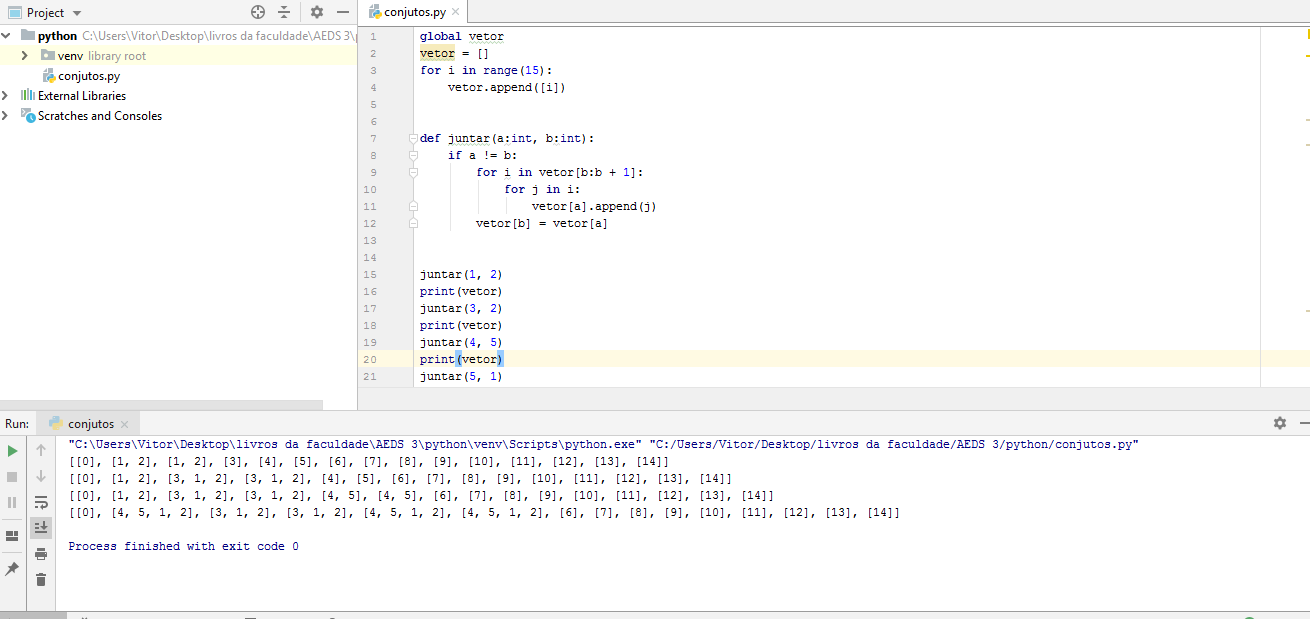 Project
conjutos.py
python C:\Users\Vitor\Desktop\livros da faculdade\AEDS 3\
venv library root
conjutos.py
External Libraries
Scratches and Consoles
1 global vetor
2 vetor = []
3 for i in range(15):
4 vetor.append([i])
5
6
7 def juntar(a:int, b:int):
8 if a != b:
9 for i in vetor[b:b + 1]:
10 for j in i:
11 vetor[a].append(j)
12 vetor[b] = vetor[a]
13
14
15 juntar(1, 2)
16 print(vetor)
17 juntar(3, 2)
18 print(vetor)
19 juntar(4, 5)
20 print(vetor)
21 juntar(5, 1)
Run: conjutos
"C:\Users\Vitor\Desktop\livros da faculdade\AEDS 3\python\venv\Scripts\python.exe" "C:/Users/Vitor/Desktop/livros da faculdade/AEDS 3/python/conjutos.py"
[[0], [1, 2], [1, 2], [3], [4], [5], [6], [7], [8], [9], [10], [11], [12], [13], [14]]
[[0], [1, 2], [3, 1, 2], [3, 1, 2], [4], [5], [6], [7], [8], [9], [10], [11], [12], [13], [14]]
[[0], [1, 2], [3, 1, 2], [3, 1, 2], [4, 5], [4, 5], [6], [7], [8], [9], [10], [11], [12], [13], [14]]
[[0], [4, 5, 1, 2], [3, 1, 2], [3, 1, 2], [4, 5, 1, 2], [4, 5, 1, 2], [6], [7], [8], [9], [10], [11], [12], [13], [14]]
Process finished with exit code 0